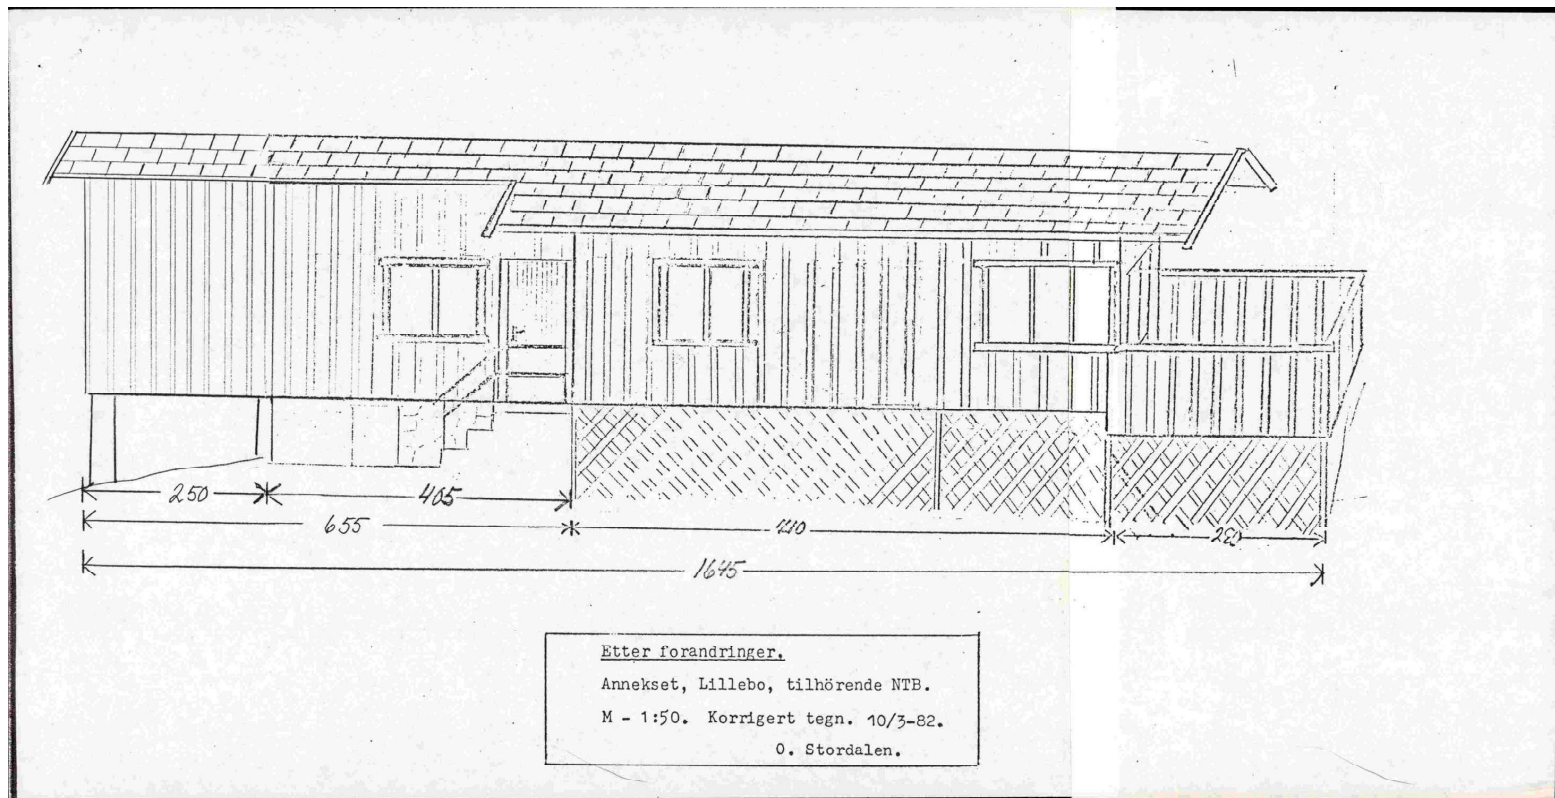 250 405
655 710 280
1645
Etter forandringer.
Annekset, Lillebo, tilhörende NTB.
M - 1:50. Korrigert tegn. 10/3-82.
O. Stordalen.